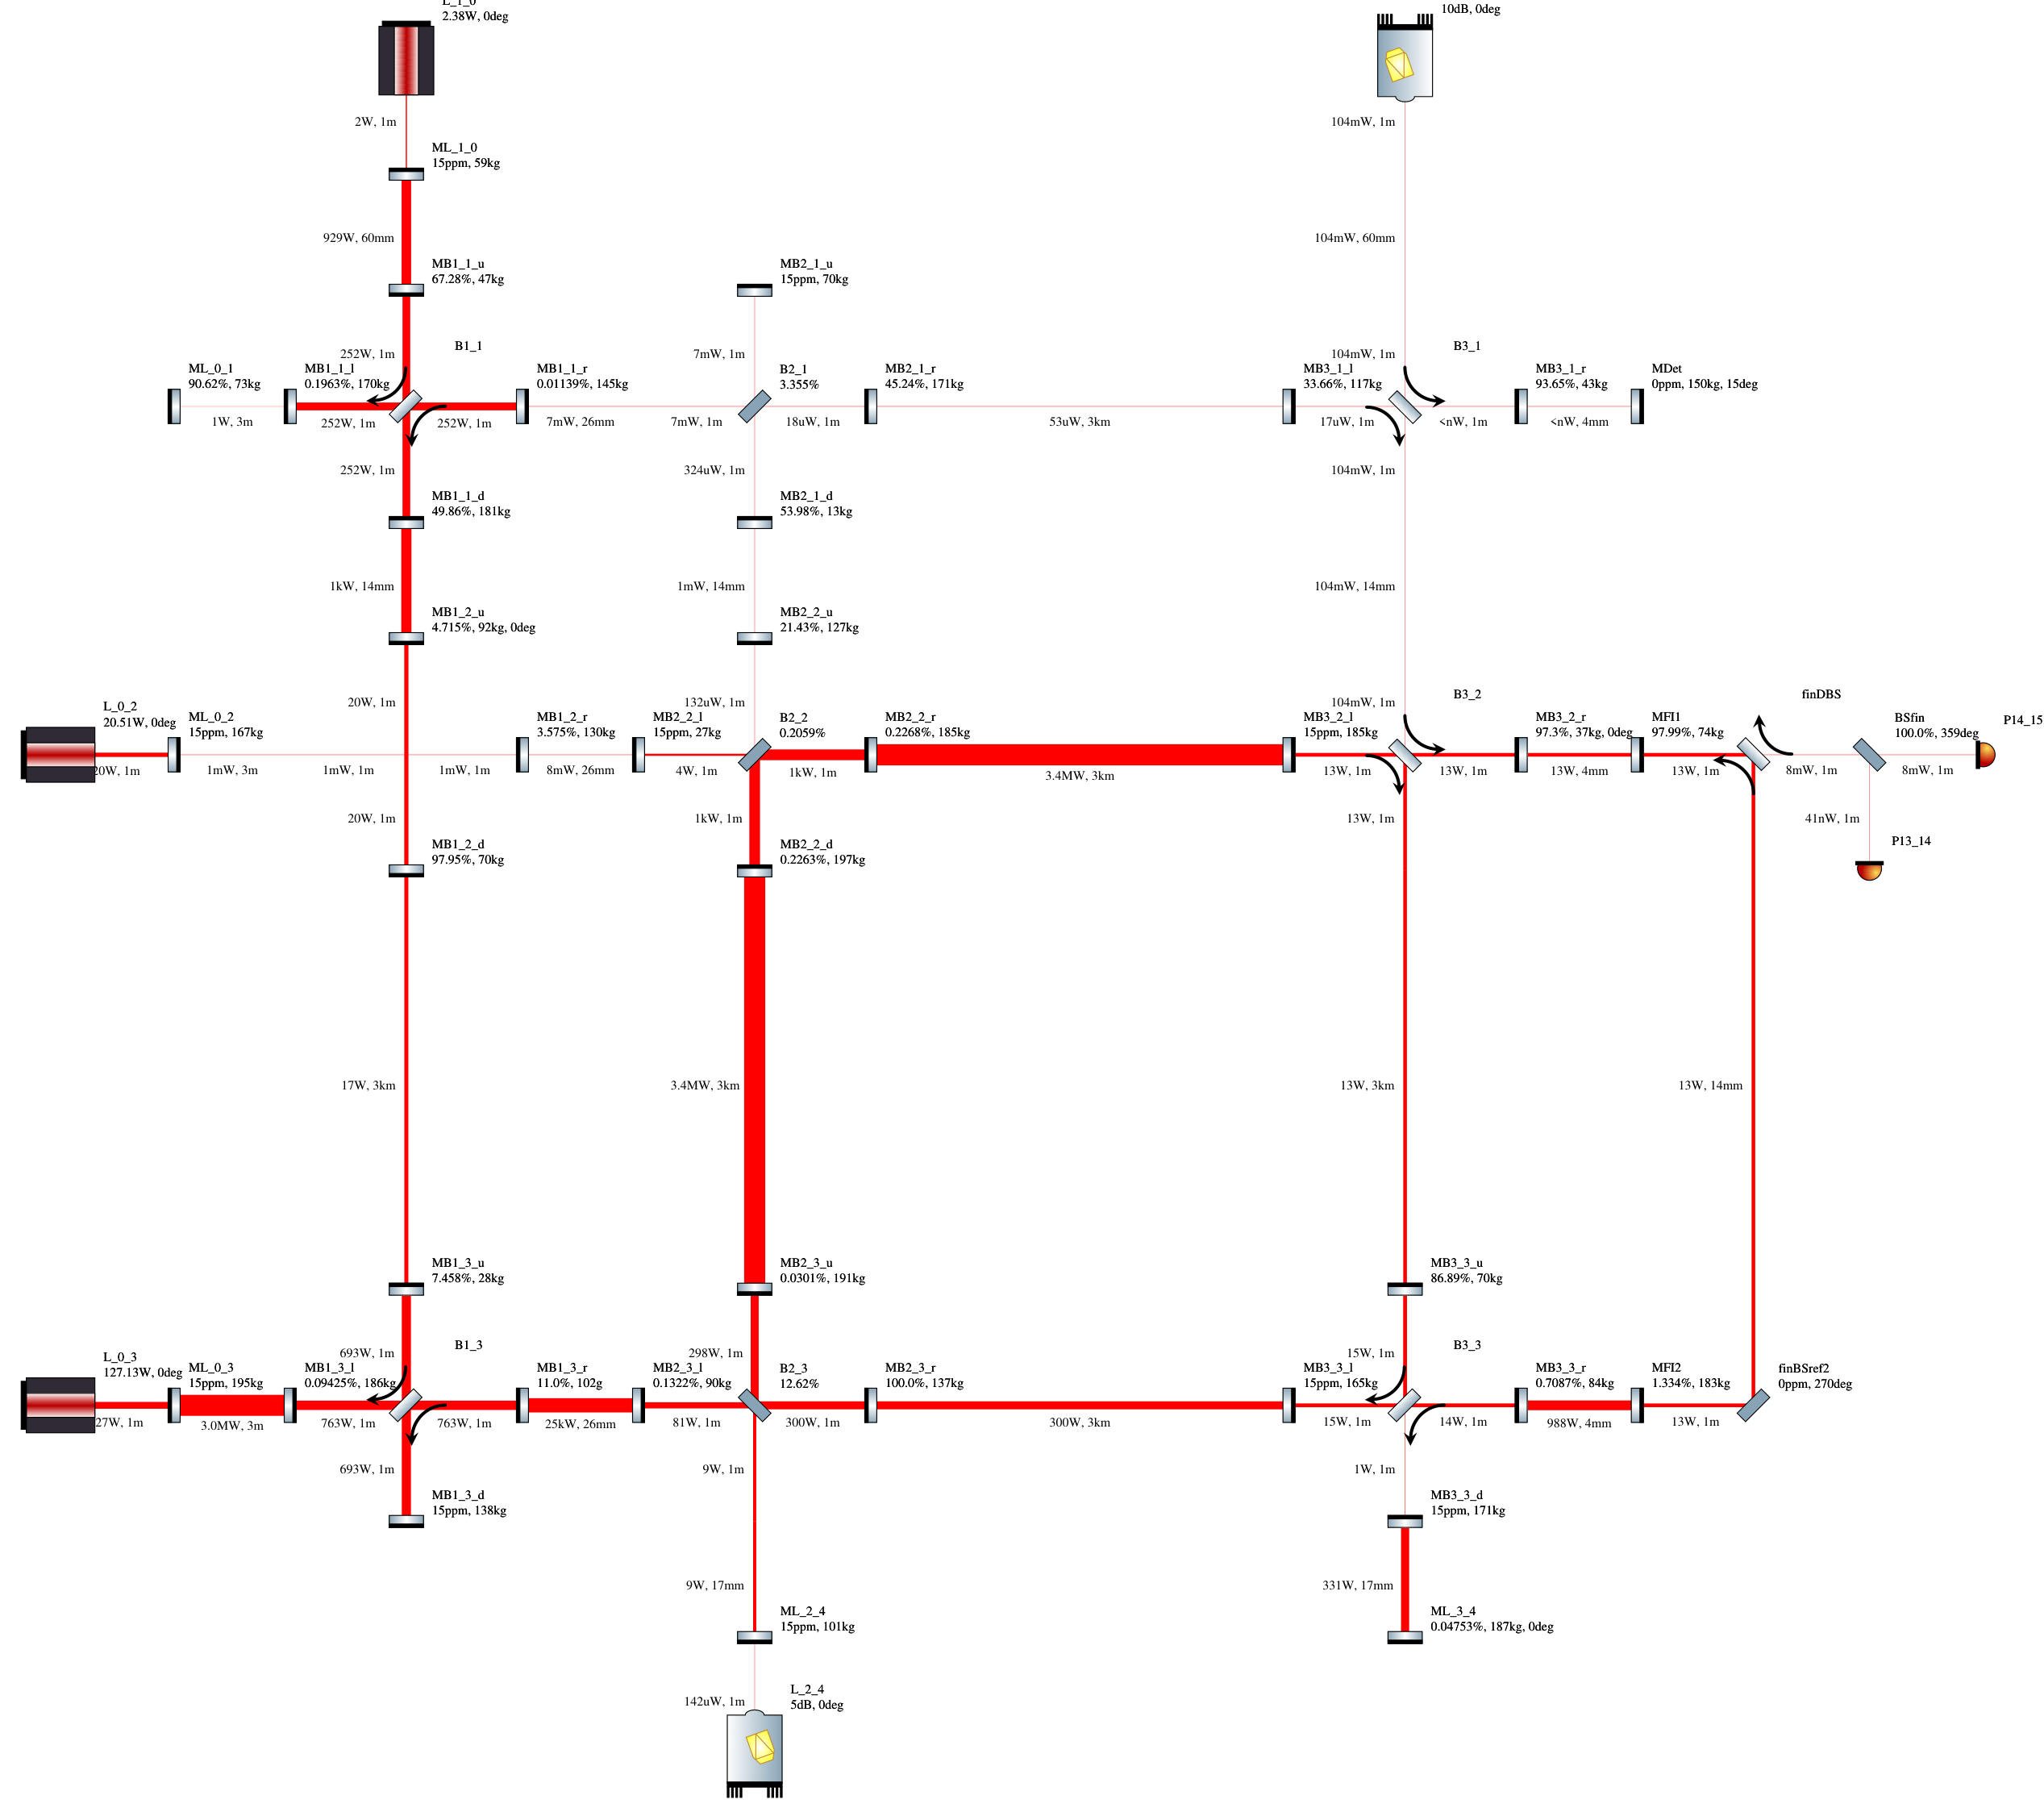 L_1_0
2.38W, 0deg
10dB, 0deg
2W, 1m
104mW, 1m
ML_1_0
15ppm, 59kg
929W, 60mm
104mW, 60mm
MB1_1_u
67.28%, 47kg
MB2_1_u
15ppm, 70kg
252W, 1m
B1_1
7mW, 1m
104mW, 1m
B3_1
ML_0_1
90.62%, 73kg
MB1_1_l
0.1963%, 170kg
MB1_1_r
0.01139%, 145kg
B2_1
3.355%
MB2_1_r
45.24%, 171kg
MB3_1_l
33.66%, 117kg
MB3_1_r
93.65%, 43kg
MDet
0ppm, 150kg, 15deg
1W, 3m
252W, 1m
252W, 1m
7mW, 26mm
7mW, 1m
18uW, 1m
53uW, 3km
17uW, 1m
<nW, 1m
<nW, 4mm
252W, 1m
324uW, 1m
104mW, 1m
MB1_1_d
49.86%, 181kg
MB2_1_d
53.98%, 13kg
1kW, 14mm
1mW, 14mm
104mW, 14mm
MB1_2_u
4.715%, 92kg, 0deg
MB2_2_u
21.43%, 127kg
20W, 1m
132uW, 1m
104mW, 1m
B3_2
finDBS
L_0_2
20.51W, 0deg
ML_0_2
15ppm, 167kg
MB1_2_r
3.575%, 130kg
MB2_2_l
15ppm, 27kg
B2_2
0.2059%
MB2_2_r
0.2268%, 185kg
MB3_2_l
15ppm, 185kg
MB3_2_r
97.3%, 37kg, 0deg
MFI1
97.99%, 74kg
BSfin
100.0%, 359deg
P14_15
20W, 1m
1mW, 3m
1mW, 1m
1mW, 1m
8mW, 26mm
4W, 1m
1kW, 1m
3.4MW, 3km
13W, 1m
13W, 1m
13W, 4mm
13W, 1m
8mW, 1m
8mW, 1m
20W, 1m
1kW, 1m
13W, 1m
41nW, 1m
MB1_2_d
97.95%, 70kg
MB2_2_d
0.2263%, 197kg
P13_14
17W, 3km
3.4MW, 3km
13W, 3km
13W, 14mm
MB1_3_u
7.458%, 28kg
MB2_3_u
0.0301%, 191kg
MB3_3_u
86.89%, 70kg
693W, 1m
B1_3
298W, 1m
15W, 1m
B3_3
L_0_3
127.13W, 0deg
ML_0_3
15ppm, 195kg
MB1_3_l
0.09425%, 186kg
MB1_3_r
11.0%, 102g
MB2_3_l
0.1322%, 90kg
B2_3
12.62%
MB2_3_r
100.0%, 137kg
MB3_3_l
15ppm, 165kg
MB3_3_r
0.7087%, 84kg
MFI2
1.334%, 183kg
finBSref2
0ppm, 270deg
27W, 1m
3.0MW, 3m
763W, 1m
763W, 1m
25kW, 26mm
81W, 1m
300W, 1m
300W, 3km
15W, 1m
14W, 1m
988W, 4mm
13W, 1m
693W, 1m
9W, 1m
1W, 1m
MB1_3_d
15ppm, 138kg
MB3_3_d
15ppm, 171kg
9W, 17mm
331W, 17mm
ML_2_4
15ppm, 101kg
ML_3_4
0.04753%, 187kg, 0deg
142uW, 1m
L_2_4
5dB, 0deg